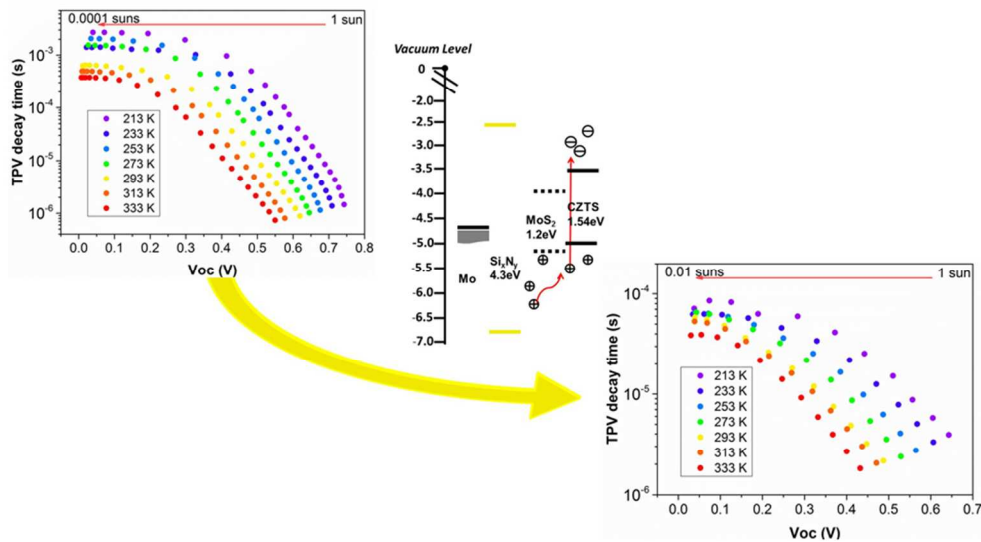 0.0001 suns 1 sun
TPV decay time (s)
10⁻³
10⁻⁴
10⁻⁵
10⁻⁶
213 K
233 K
253 K
273 K
293 K
313 K
333 K
0.0 0.1 0.2 0.3 0.4 0.5 0.6 0.7 0.8
Voc (V)
Vacuum Level
0
-2.0
-2.5
-3.5
-4.0
-4.5
-5.0
-5.5
-6.0
-6.5
-7.0
Mo
SiₓNᵧ
4.3eV
MoS₂
1.2eV
CZTS
1.54eV
0.01 suns 1 sun
TPV decay time (s)
10⁻⁴
10⁻⁵
10⁻⁶
213 K
233 K
253 K
273 K
293 K
313 K
333 K
0.0 0.1 0.2 0.3 0.4 0.5 0.6 0.7
Voc (V)